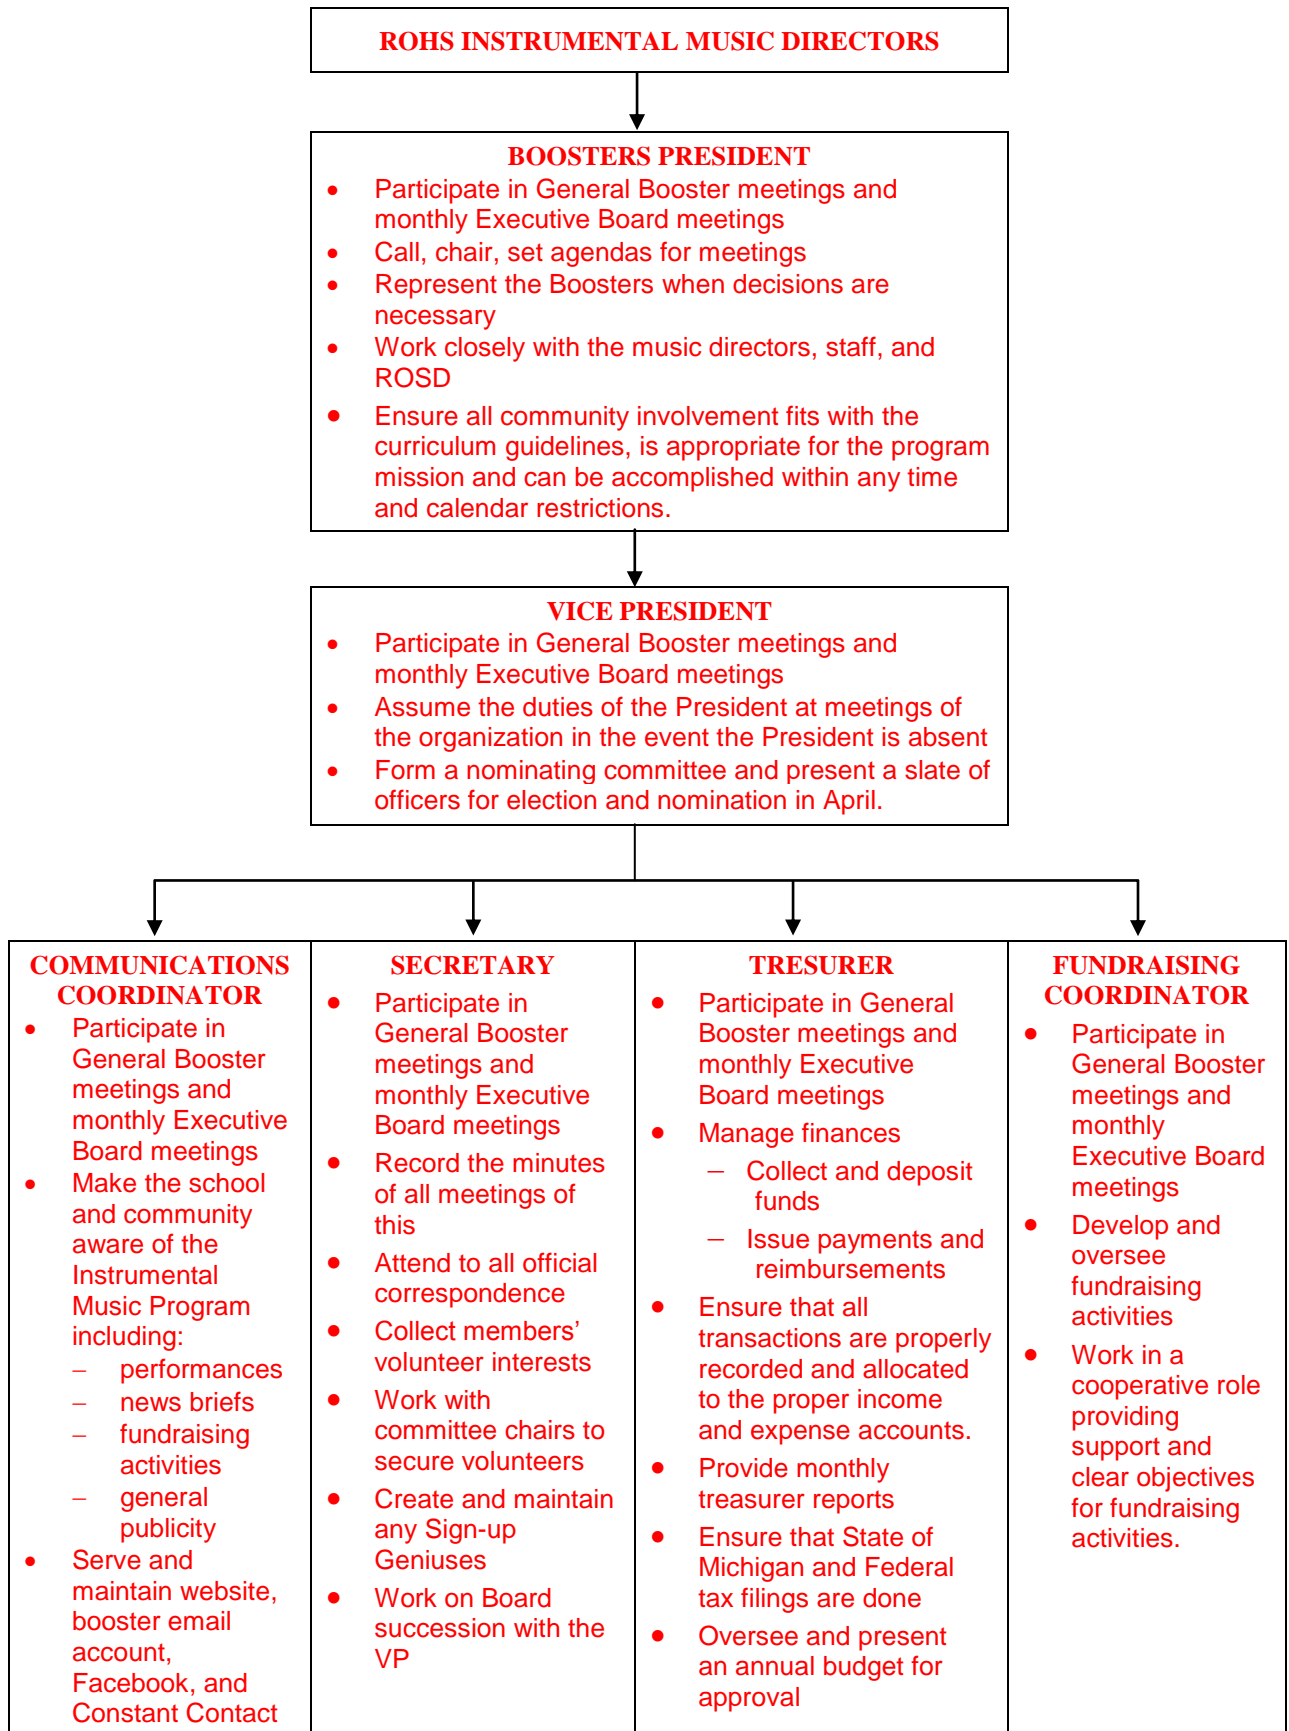 ROHS INSTRUMENTAL MUSIC DIRECTORS
BOOSTERS PRESIDENT
• Participate in General Booster meetings and
monthly Executive Board meetings
• Call, chair, set agendas for meetings
• Represent the Boosters when decisions are
necessary
• Work closely with the music directors, staff, and
ROSD
• Ensure all community involvement fits with the
curriculum guidelines, is appropriate for the program
mission and can be accomplished within any time
and calendar restrictions.
VICE PRESIDENT
• Participate in General Booster meetings and
monthly Executive Board meetings
• Assume the duties of the President at meetings of
the organization in the event the President is absent
• Form a nominating committee and present a slate of
officers for election and nomination in April.
COMMUNICATIONS
COORDINATOR
• Participate in
General Booster
meetings and
monthly Executive
Board meetings
• Make the school
and community
aware of the
Instrumental
Music Program
including:
– performances
– news briefs
– fundraising
activities
– general
publicity
• Serve and
maintain website,
booster email
account,
Facebook, and
Constant Contact
SECRETARY
• Participate in
General Booster
meetings and
monthly Executive
Board meetings
• Record the minutes
of all meetings of
this
• Attend to all official
correspondence
• Collect members’
volunteer interests
• Work with
committee chairs to
secure volunteers
• Create and maintain
any Sign-up
Geniuses
• Work on Board
succession with the
VP
TRESURER
• Participate in General
Booster meetings and
monthly Executive
Board meetings
• Manage finances
– Collect and deposit
funds
– Issue payments and
reimbursements
• Ensure that all
transactions are properly
recorded and allocated
to the proper income
and expense accounts.
• Provide monthly
treasurer reports
• Ensure that State of
Michigan and Federal
tax filings are done
• Oversee and present
an annual budget for
approval
FUNDRAISING
COORDINATOR
• Participate in
General Booster
meetings and
monthly
Executive Board
meetings
• Develop and
oversee
fundraising
activities
• Work in a
cooperative role
providing
support and
clear objectives
for fundraising
activities.